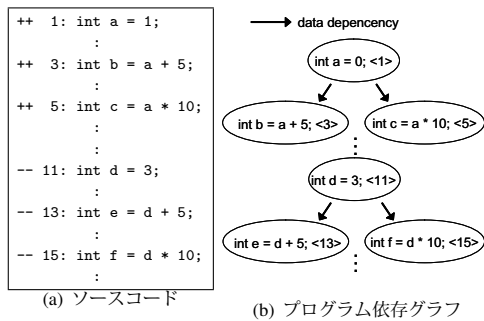 ++ 1: int a = 1;
:
++ 3: int b = a + 5;
:
++ 5: int c = a * 10;
:
:
-- 11: int d = 3;
:
-- 13: int e = d + 5;
:
-- 15: int f = d * 10;
:
(a) ソースコード
data depencency
int a = 0; <1>
int b = a + 5; <3>
int c = a * 10; <5>
int d = 3; <11>
int e = d + 5; <13>
int f = d * 10; <15>
(b) プログラム依存グラフ